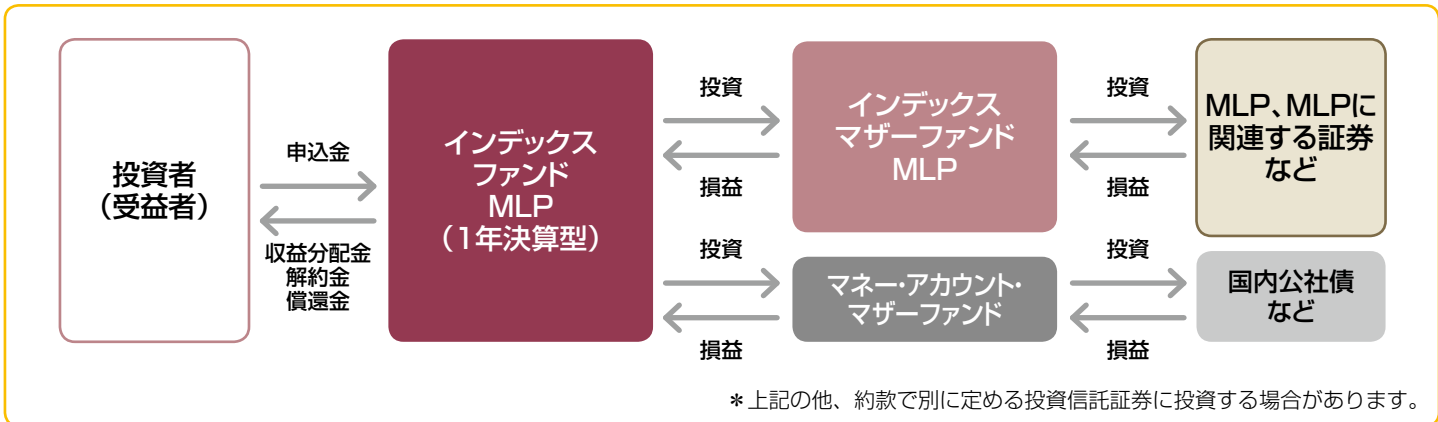 投資者
（受益者）
申込金
収益分配金
解約金
償還金
インデックス
ファンド
MLP
（1年決算型）
投資
損益
投資
損益
インデックス
マザーファンド
MLP
マネー・アカウント・
マザーファンド
投資
損益
投資
損益
MLP、MLPに
関連する証券
など
国内公社債
など
＊上記の他、約款で別に定める投資信託証券に投資する場合があります。